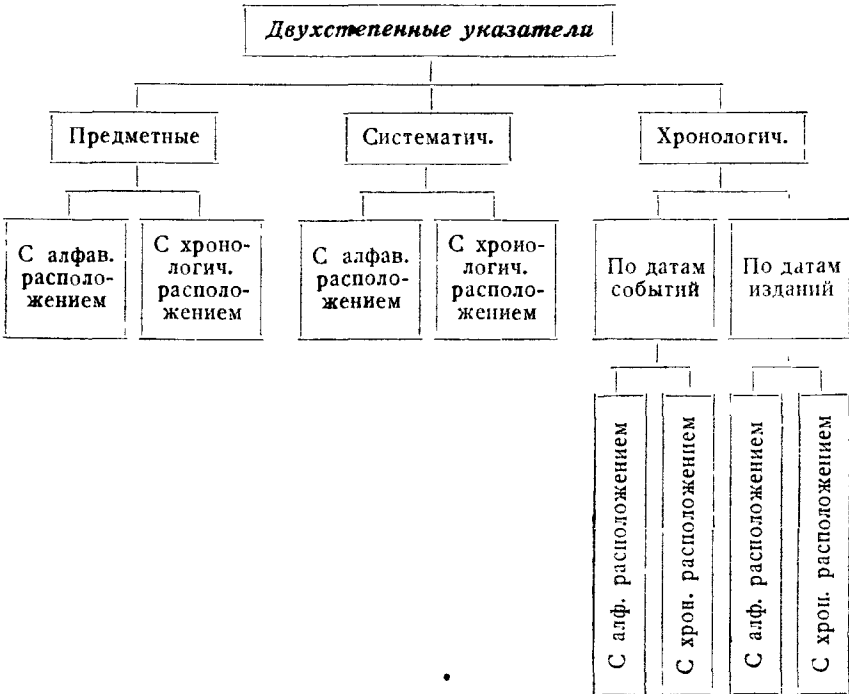 Двухстепенные указатели
Предметные
Систематич.
Хронологич.
С алфав.
располо-
жением
С хроно-
логич.
располо-
жением
С алфав.
располо-
жением
С хроно-
логич.
располо-
жением
По датам
событий
По датам
изданий
С алф. расположением
С хрон. расположением
С алф. расположением
С хрон. расположением